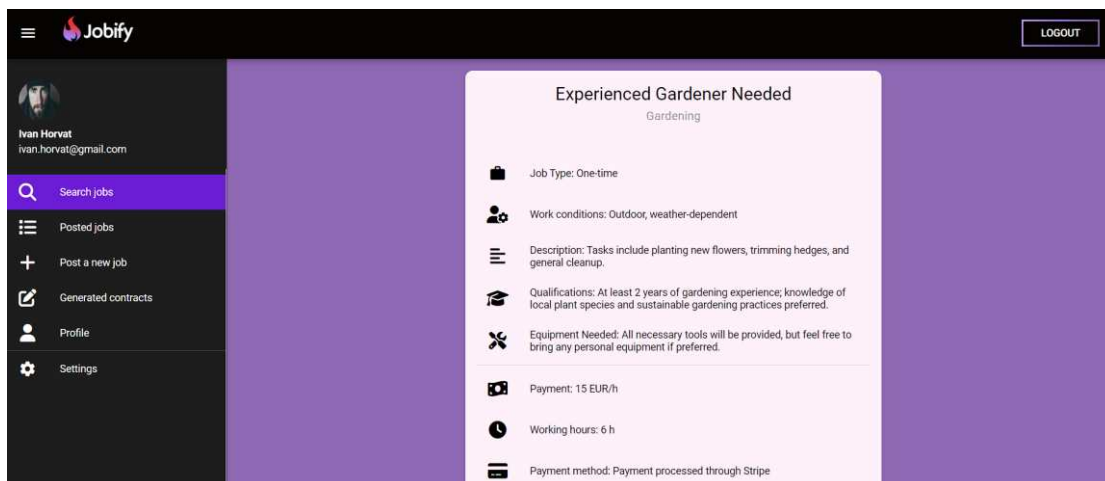 Jobify
LOGOUT
Ivan Horvat
ivan.horvat@gmail.com
Search jobs
Posted jobs
Post a new job
Generated contracts
Profile
Settings
Experienced Gardener Needed
Gardening
Job Type: One-time
Work conditions: Outdoor, weather-dependent
Description: Tasks include planting new flowers, trimming hedges, and
general cleanup.
Qualifications: At least 2 years of gardening experience; knowledge of
local plant species and sustainable gardening practices preferred.
Equipment Needed: All necessary tools will be provided, but feel free to
bring any personal equipment if preferred.
Payment: 15 EUR/h
Working hours: 6 h
Payment method: Payment processed through Stripe